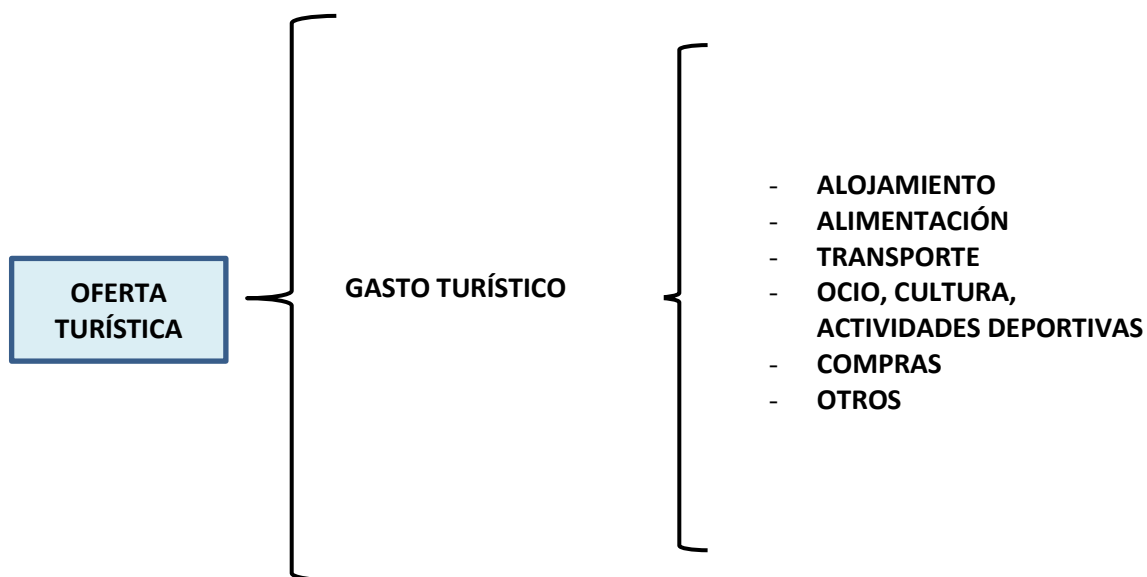 OFERTA
TURÍSTICA
GASTO TURÍSTICO
- ALOJAMIENTO
- ALIMENTACIÓN
- TRANSPORTE
- OCIO, CULTURA,
ACTIVIDADES DEPORTIVAS
- COMPRAS
- OTROS